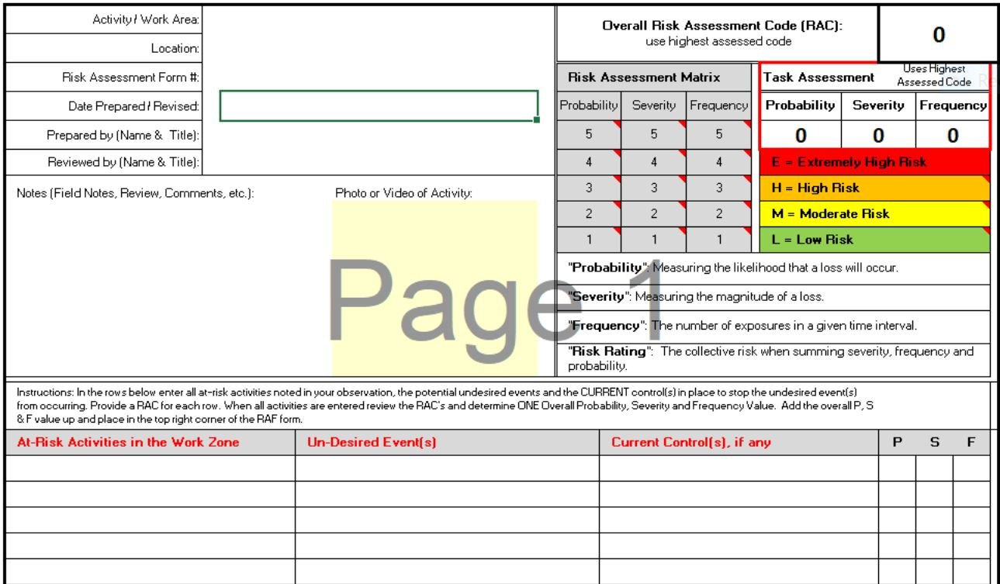 Activity / Work Area:
Location:
Risk Assessment Form #:
Date Prepared / Revised:
Prepared by (Name & Title):
Reviewed by (Name & Title):
Overall Risk Assessment Code (RAC):
use highest assessed code
0
Risk Assessment Matrix
Probability Severity Frequency
5 5 5
4 4 4
3 3 3
2 2 2
1 1 1
Task Assessment
Uses Highest
Assessed Code
Probability Severity Frequency
0 0 0
E = Extremely High Risk
H = High Risk
M = Moderate Risk
L = Low Risk
Notes (Field Notes, Review, Comments, etc.):
Photo or Video of Activity:
Page 1
"Probability": Measuring the likelihood that a loss will occur.
"Severity": Measuring the magnitude of a loss.
"Frequency": The number of exposures in a given time interval.
"Risk Rating": The collective risk when summing severity, frequency and
probability.
Instructions: In the rows below enter all at-risk activities noted in your observation, the potential undesired events and the CURRENT control(s) in place to stop the undesired event(s)
from occurring. Provide a RAC for each row. When all activities are entered review the RAC's and determine ONE Overall Probability, Severity and Frequency Value. Add the overall P, S
& F value up and place in the top right corner of the RAF form.
At-Risk Activities in the Work Zone
Un-Desired Event(s)
Current Control(s), if any
P S F